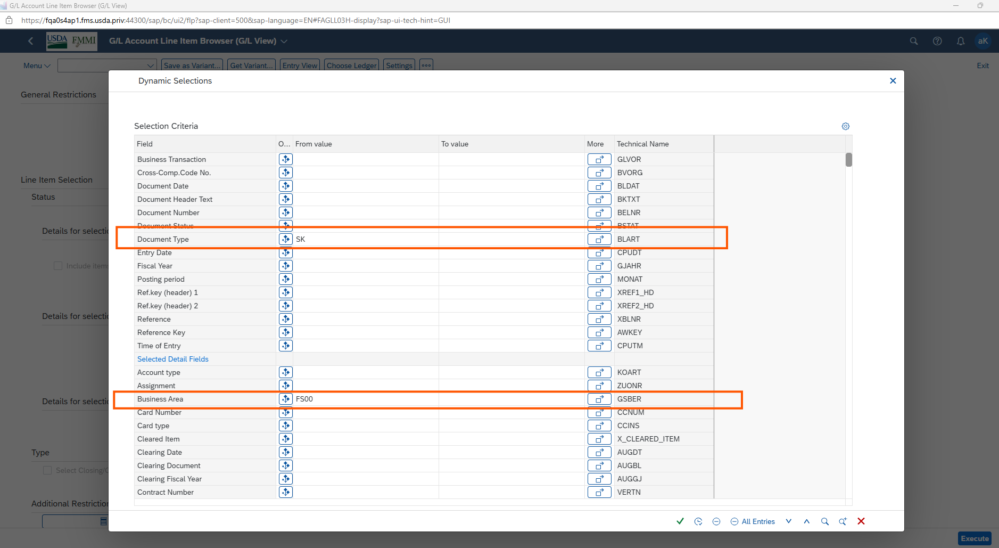 G/L Account Line Item Browser (G/L View)
https://fqa0s4ap1.fms.usda.priv:44300/sap/bc/ui2/flp?sap-client=500&sap-language=EN#FAGLL03H-display?sap-ui-tech-hint=GUI
USDA FMMI G/L Account Line Item Browser (G/L View) aK
Menu Save as Variant... Get Variant... Entry View Choose Ledger Settings Exit
Dynamic Selections
General Restrictions
Selection Criteria
Field O... From value To value More Technical Name
Business Transaction GLVOR
Cross-Comp.Code No. BVORG
Line Item Selection
Document Date BLDAT
Status
Document Header Text BKTXT
Document Number BELNR
Document Status BSTAT
Details for selectio
Document Type SK BLART
Entry Date CPUDT
Include items
Fiscal Year GJAHR
Posting period MONAT
Ref.key (header) 1 XREF1_HD
Ref.key (header) 2 XREF2_HD
Details for selectio
Reference XBLNR
Reference Key AWKEY
Time of Entry CPUTM
Selected Detail Fields
Account type KOART
Assignment ZUONR
Business Area FS00 GSBER
Details for selectio
Card Number CCNUM
Card type CCINS
Cleared Item X_CLEARED_ITEM
Clearing Date AUGDT
Type
Clearing Document AUGBL
Select Closing/
Clearing Fiscal Year AUGGJ
Contract Number VERTN
Additional Restriction
All Entries
Execute